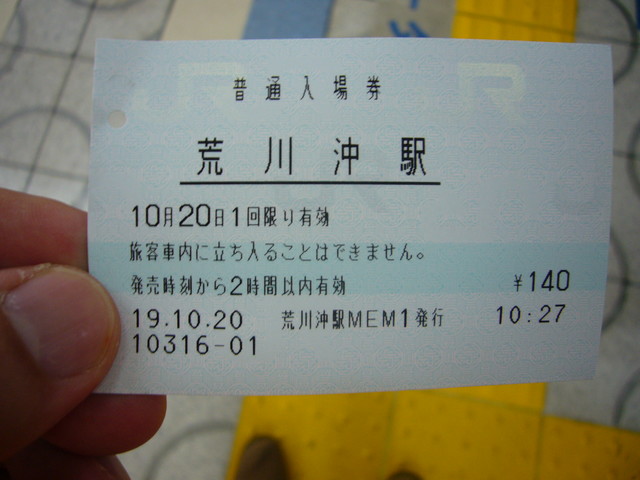 普通入場券
荒川沖駅
10月20日1回限り有効
旅客車内に立ち入ることはできません。
発売時刻から2時間以内有効 ¥140
19.10.20 荒川沖駅MEM1発行 10:27
10316-01